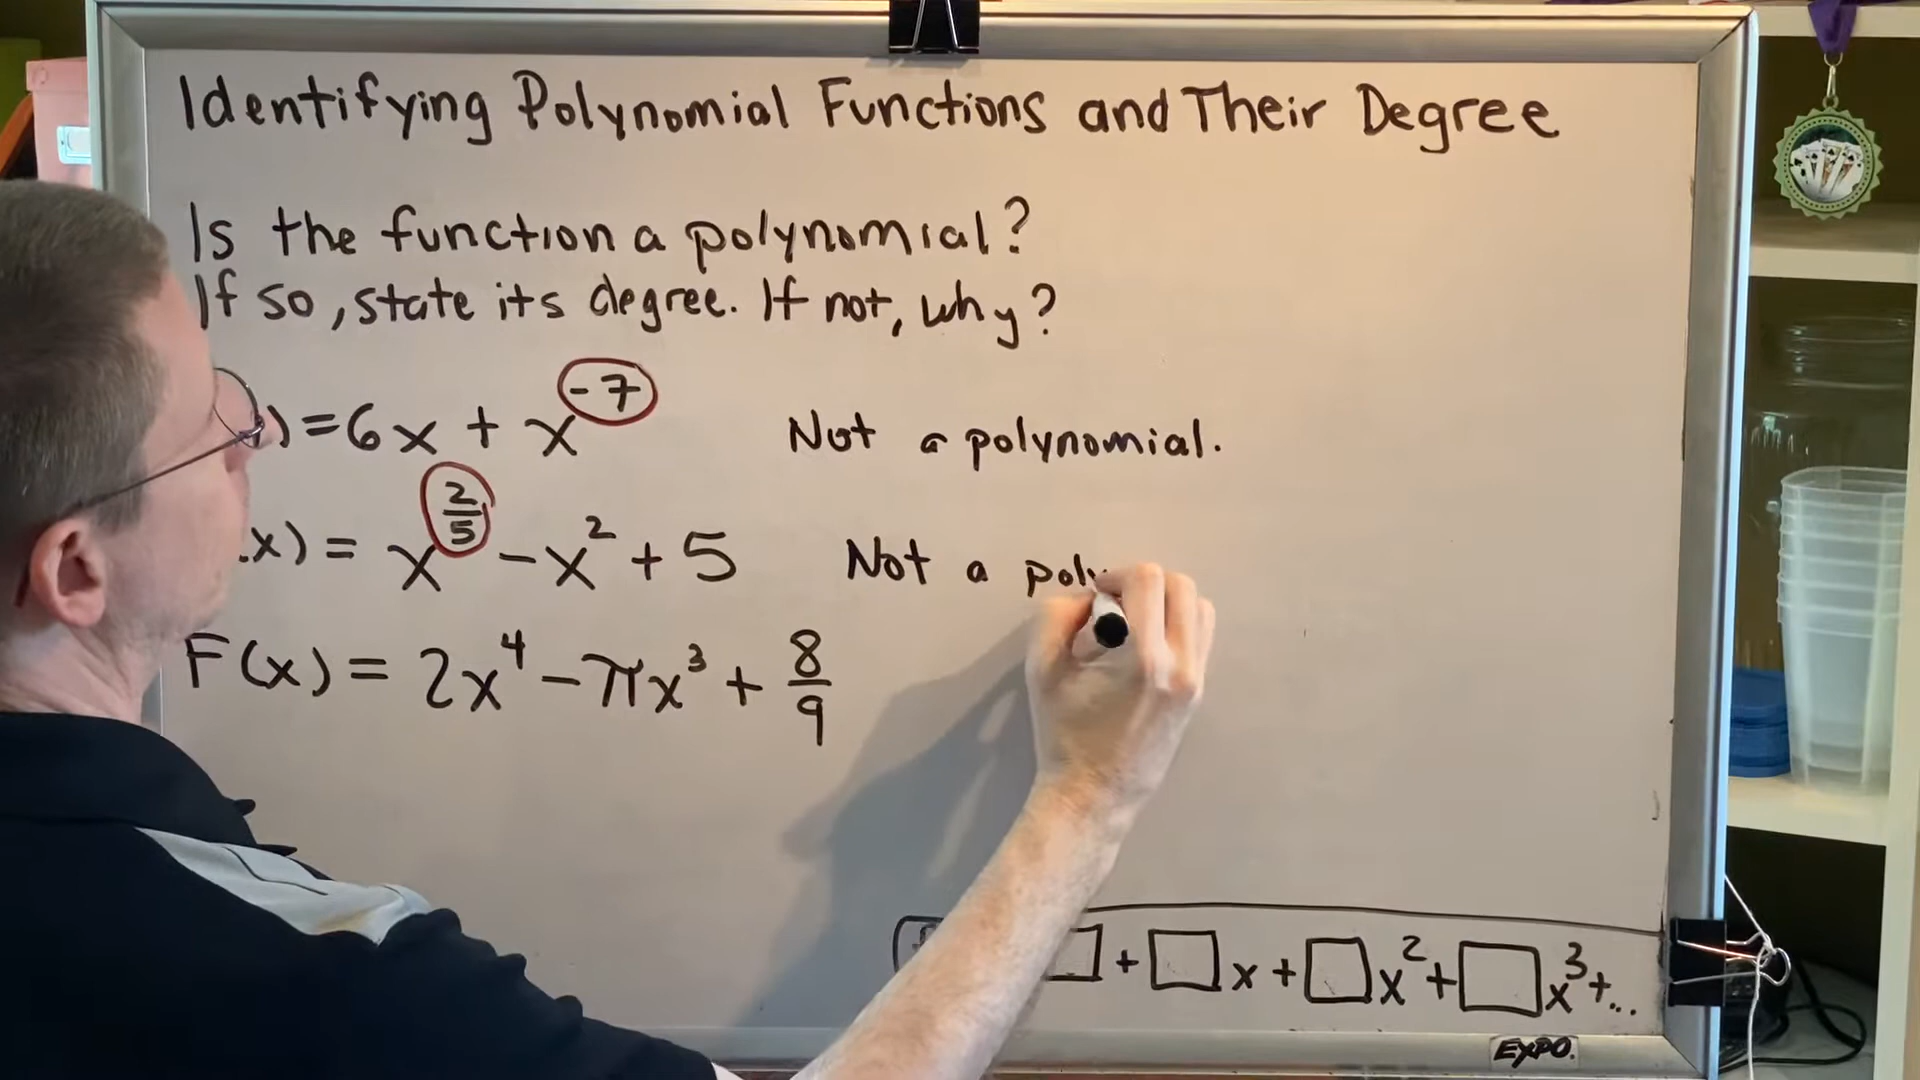 Identifying Polynomial Functions and Their Degree
Is the function a polynomial?
If so, state its degree. If not, why?
) = 6x + x^-7 Not a polynomial.
x) = x^2/5 - x² + 5 Not a poly
F(x) = 2x⁴ - πx³ + 8/9
□ + □x + □x² + □x³ + ...
EXPO.